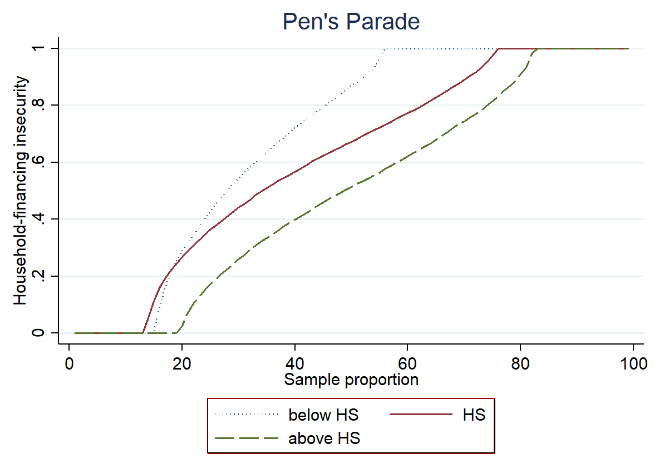 Pen's Parade
Household-financing insecurity
1
.8
.6
.4
.2
0
0 20 40 60 80 100
Sample proportion
below HS HS
above HS